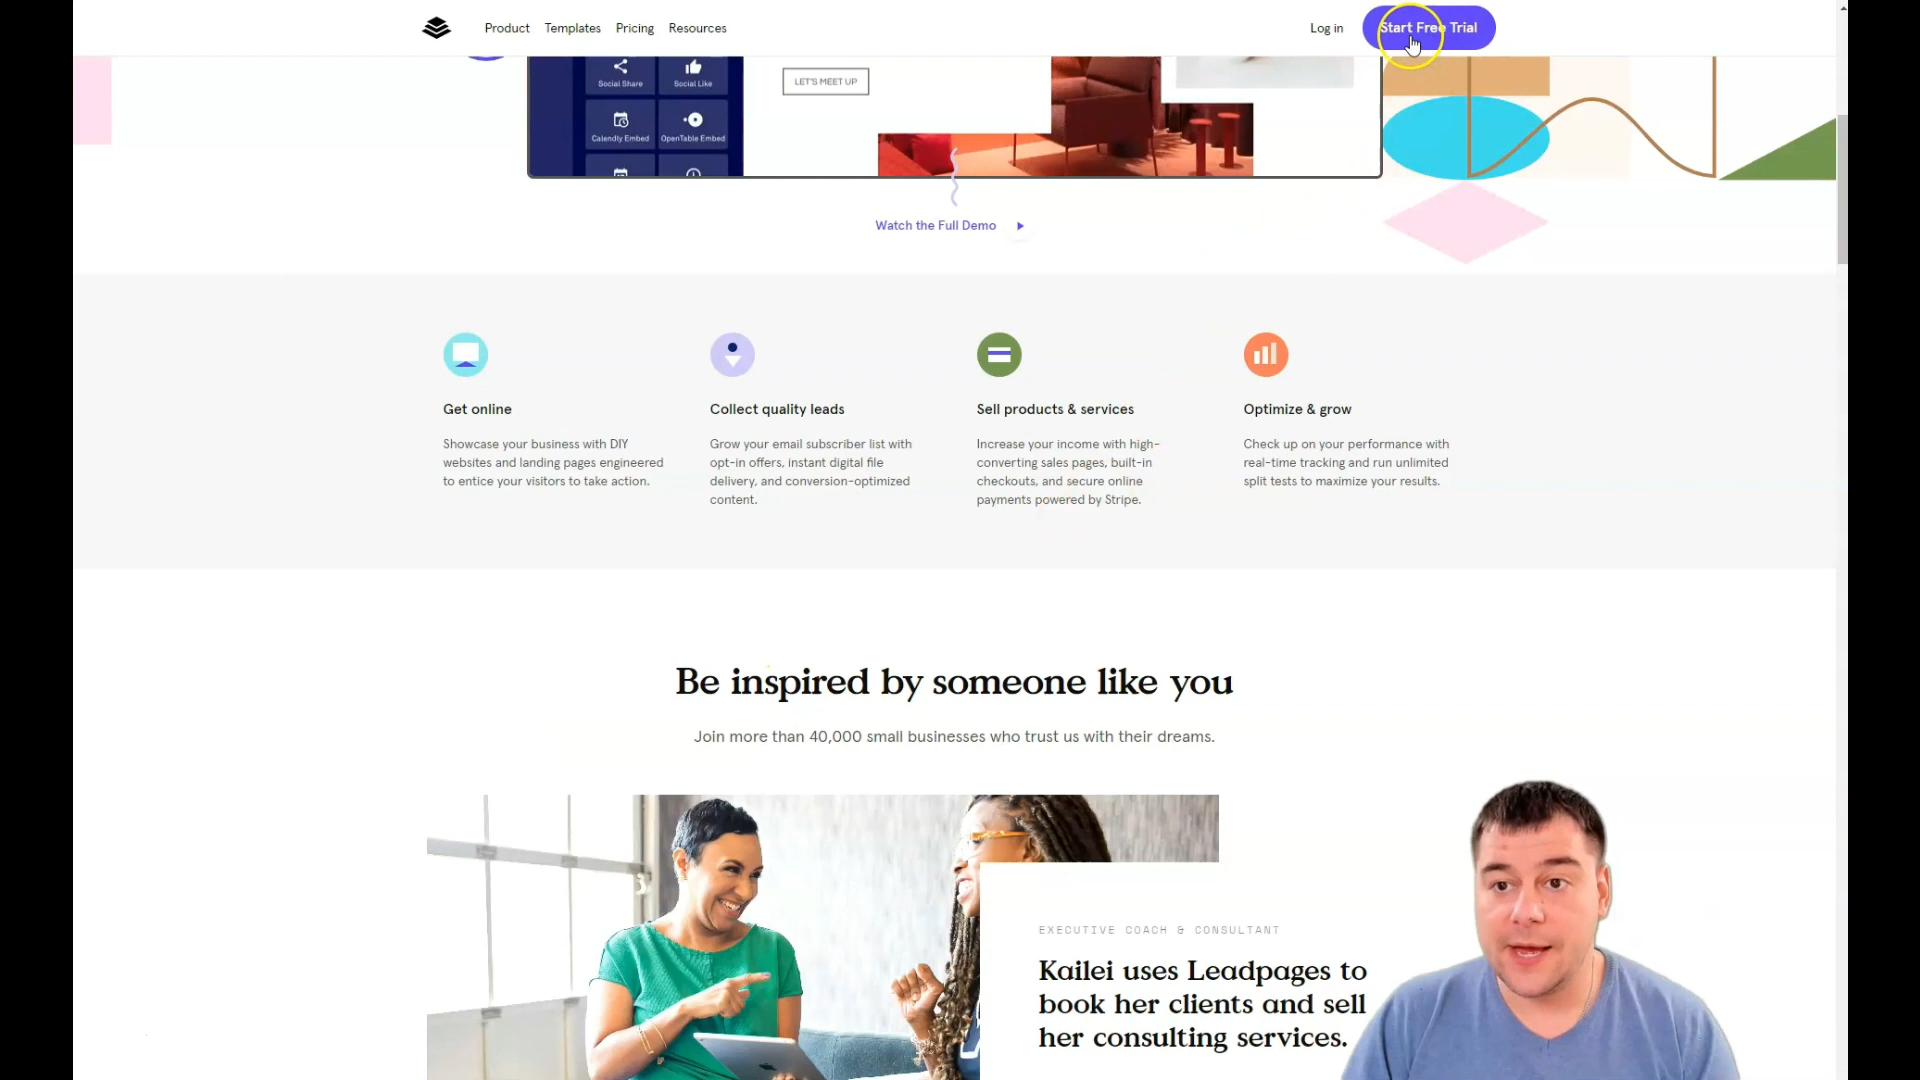 Product Templates Pricing Resources
Log in
Start Free Trial
Social Share
Social Like
LET'S MEET UP
Calendly Embed
OpenTable Embed
Watch the Full Demo
Get online
Showcase your business with DIY
websites and landing pages engineered
to entice your visitors to take action.
Collect quality leads
Grow your email subscriber list with
opt-in offers, instant digital file
delivery, and conversion-optimized
content.
Sell products & services
Increase your income with high-
converting sales pages, built-in
checkouts, and secure online
payments powered by Stripe.
Optimize & grow
Check up on your performance with
real-time tracking and run unlimited
split tests to maximize your results.
Be inspired by someone like you
Join more than 40,000 small businesses who trust us with their dreams.
EXECUTIVE COACH & CONSULTANT
Kailei uses Leadpages to
book her clients and sell
her consulting services.